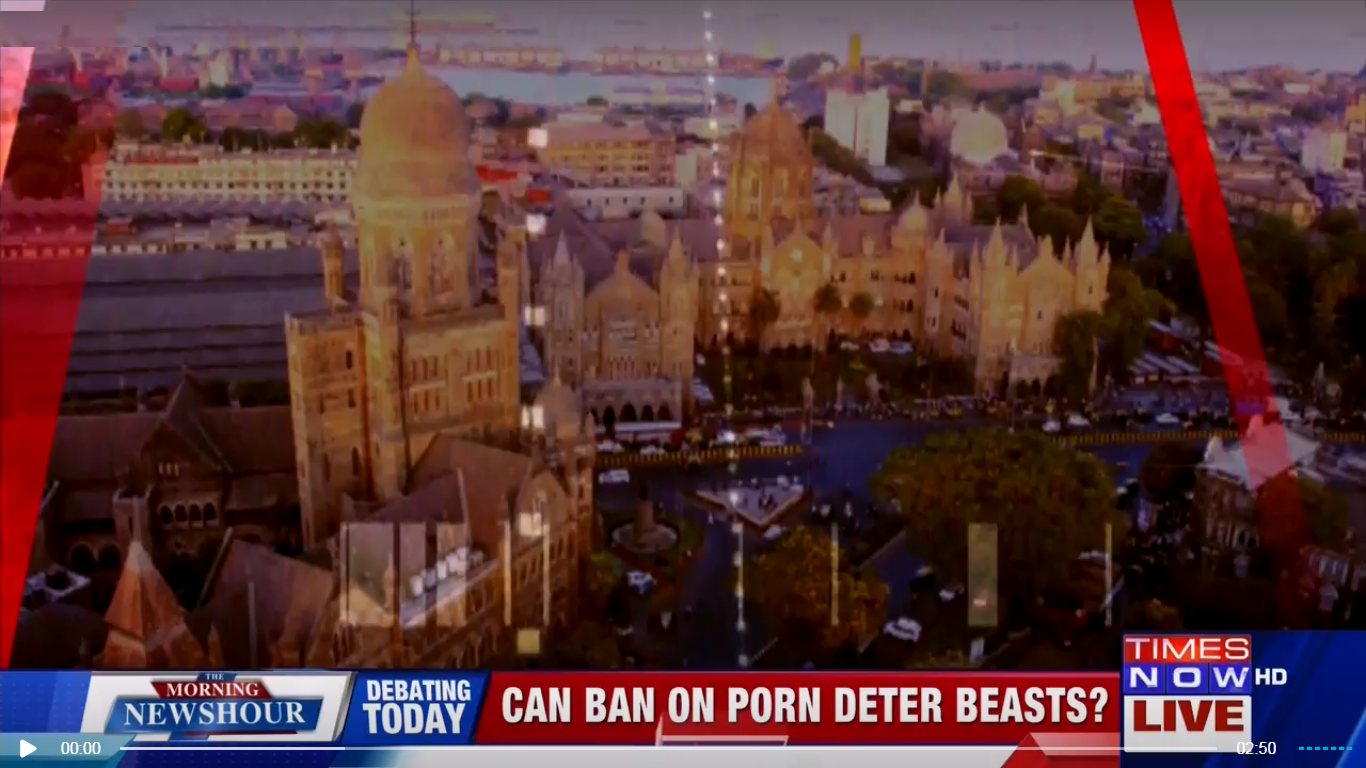 THE
MORNING
NEWSHOUR
DEBATING
TODAY
CAN BAN ON PORN DETER BEASTS?
TIMES
NOW HD
LIVE
00:00
02:50